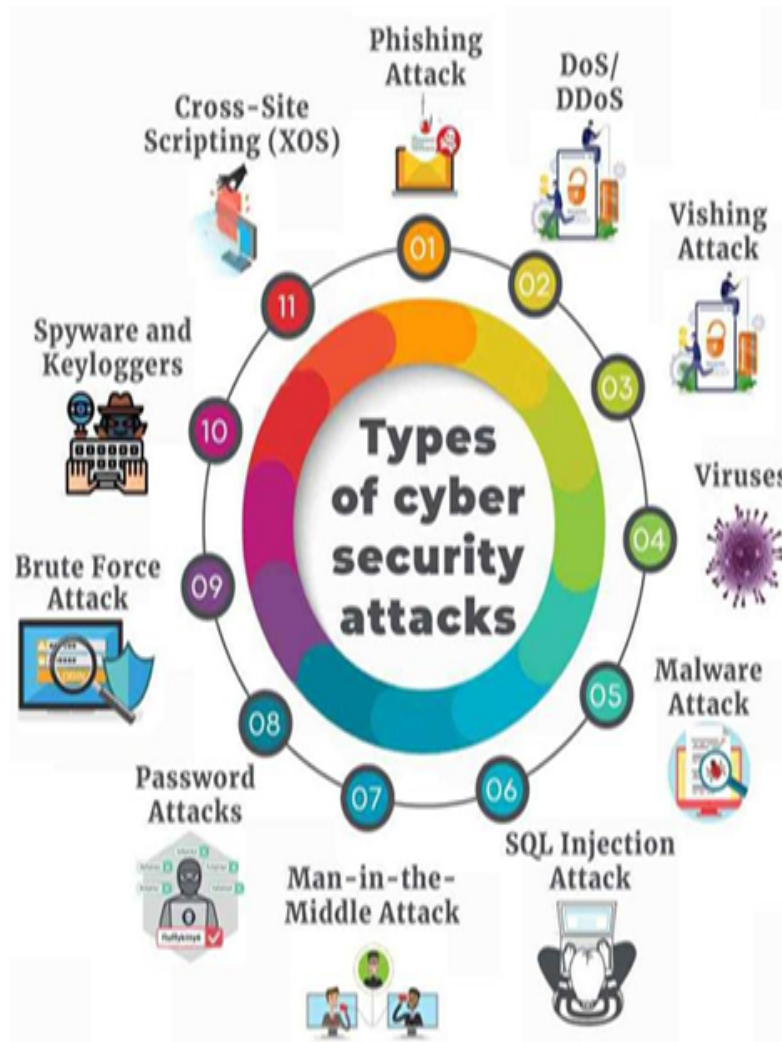 Phishing
Attack
01
DoS/
DDoS
02
Vishing
Attack
03
Viruses
04
Malware
Attack
05
SQL Injection
Attack
06
Man-in-the-
Middle Attack
07
Password
Attacks
08
Brute Force
Attack
09
Spyware and
Keyloggers
10
Cross-Site
Scripting (XOS)
11
Types
of cyber
security
attacks